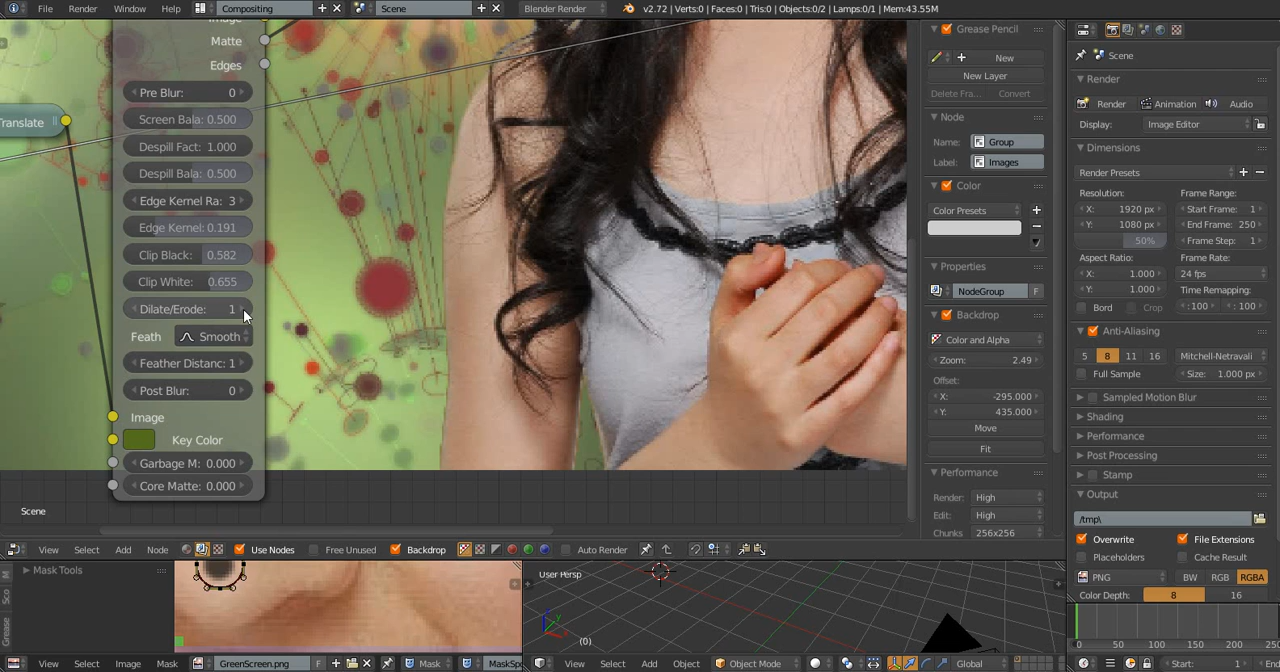 File Render Window Help Compositing Scene Blender Render v2.72 | Verts:0 | Faces:0 | Tris:0 | Objects:0/2 | Lamps:0/1 | Mem:43.55M
Image
Matte
Edges
Pre Blur: 0
Screen Bala: 0.500
Despill Fact: 1.000
Despill Bala: 0.500
Edge Kernel Ra: 3
Edge Kernel: 0.191
Clip Black: 0.582
Clip White: 0.655
Dilate/Erode: 1
Feath Smooth
Feather Distanc: 1
Post Blur: 0
Image
Key Color
Garbage M: 0.000
Core Matte: 0.000
Translate
Scene
Grease Pencil
New
New Layer
Delete Fra... Convert
Node
Name: Group
Label: Images
Color
Color Presets
Properties
NodeGroup F
Backdrop
Color and Alpha
Zoom: 2.49
Offset:
X: -295.000
Y: 435.000
Move
Fit
Performance
Render: High
Edit: High
Chunks 256x256
Scene
Render
Render Animation Audio
Display: Image Editor
Dimensions
Render Presets
Resolution: Frame Range:
X: 1920 px Start Frame: 1
Y: 1080 px End Frame: 250
50% Frame Step: 1
Aspect Ratio: Frame Rate:
X: 1.000 24 fps
Y: 1.000 Time Remapping:
Bord Crop :100 : 100
Anti-Aliasing
5 8 11 16 Mitchell-Netravali
Full Sample Size: 1.000 px
Sampled Motion Blur
Shading
Performance
Post Processing
Stamp
Output
/tmp\
Overwrite File Extensions
Placeholders Cache Result
PNG BW RGB RGBA
Color Depth: 8 16
View Select Add Node Use Nodes Free Unused Backdrop Auto Render
M
Sco
Grease
Mask Tools
User Persp
(0)
0 50 100 150 200 25
View Select Image Mask GreenScreen.png F Mask MaskSp
View Select Add Object Object Mode Global
Start: 1 En